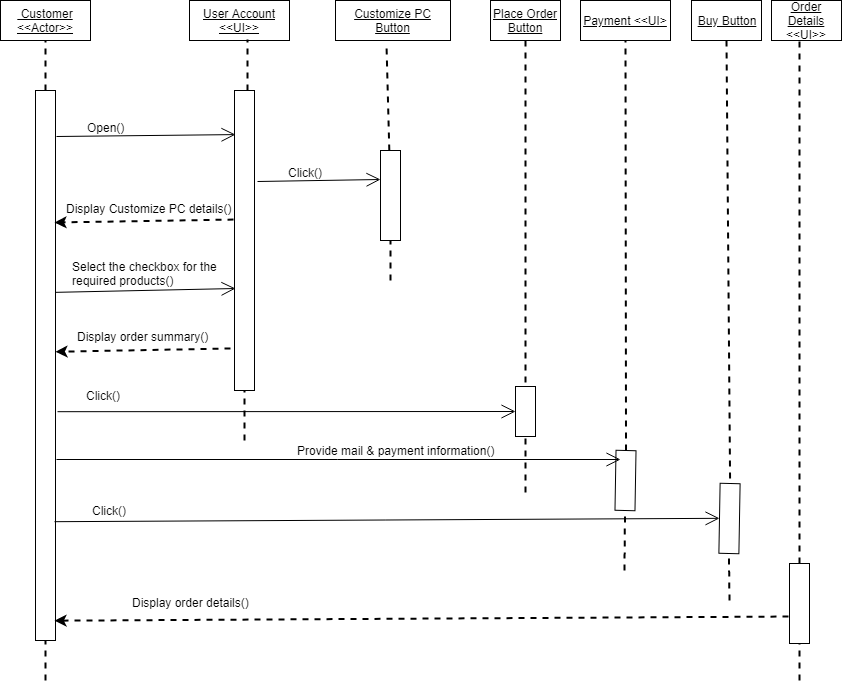 Customer
<<Actor>>
User Account
<<UI>>
Customize PC
Button
Place Order
Button
Payment <<UI>
Buy Button
Order
Details
<<UI>>
Open()
Click()
Display Customize PC details()
Select the checkbox for the
required products()
Display order summary()
Click()
Provide mail & payment information()
Click()
Display order details()